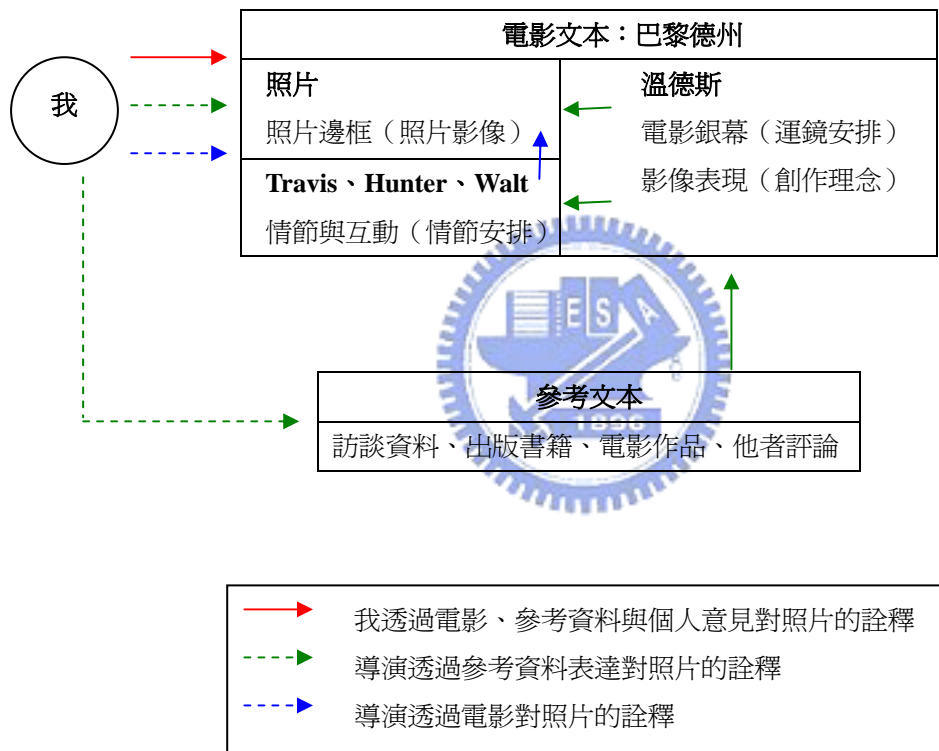 電影文本：巴黎德州
我
照片
照片邊框（照片影像）
Travis、Hunter、Walt
情節與互動（情節安排）
溫德斯
電影銀幕（運鏡安排）
影像表現（創作理念）
ESA
參考文本
1896
訪談資料、出版書籍、電影作品、他者評論
我透過電影、參考資料與個人意見對照片的詮釋
導演透過參考資料表達對照片的詮釋
導演透過電影對照片的詮釋